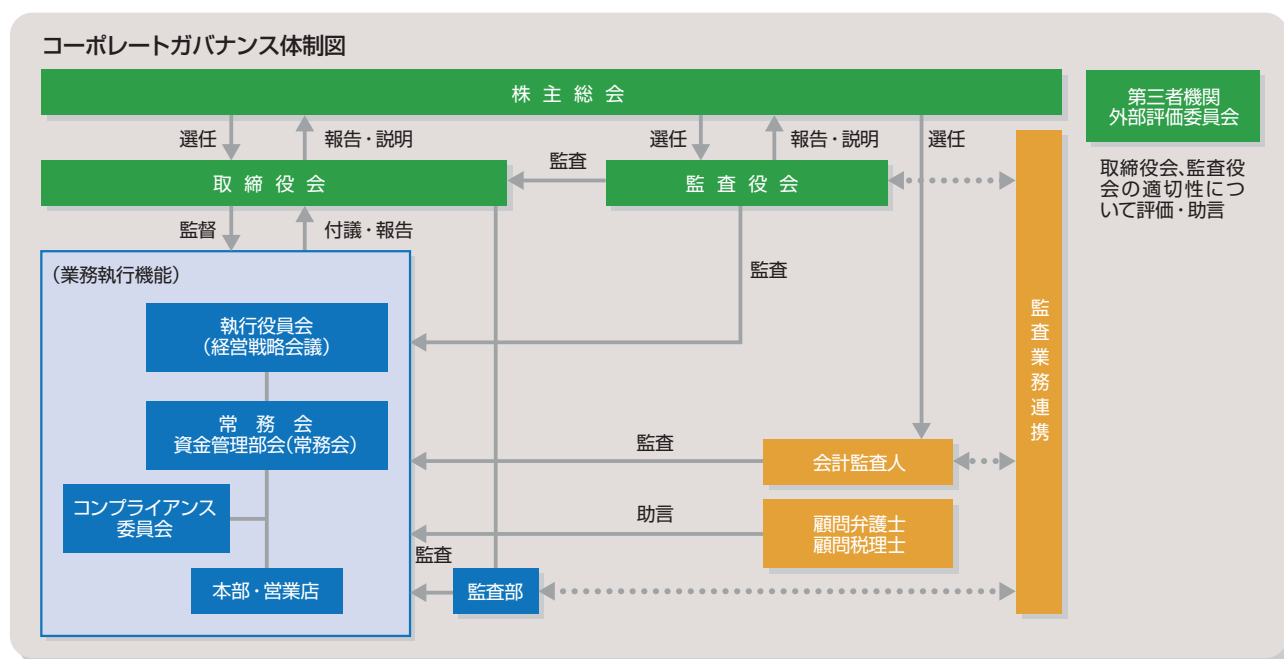 コーポレートガバナンス体制図
株主総会
第三者機関
外部評価委員会
選任
報告・説明
選任
報告・説明
選任
取締役会、監査役
会の適切性につ
いて評価・助言
取締役会
監査
監査役会
監督
付議・報告
(業務執行機能)
監査
執行役員会
(経営戦略会議)
監査業務連携
常務会
資金管理部会(常務会)
監査
会計監査人
コンプライアンス
委員会
助言
顧問弁護士
顧問税理士
監査
本部・営業店
監査部